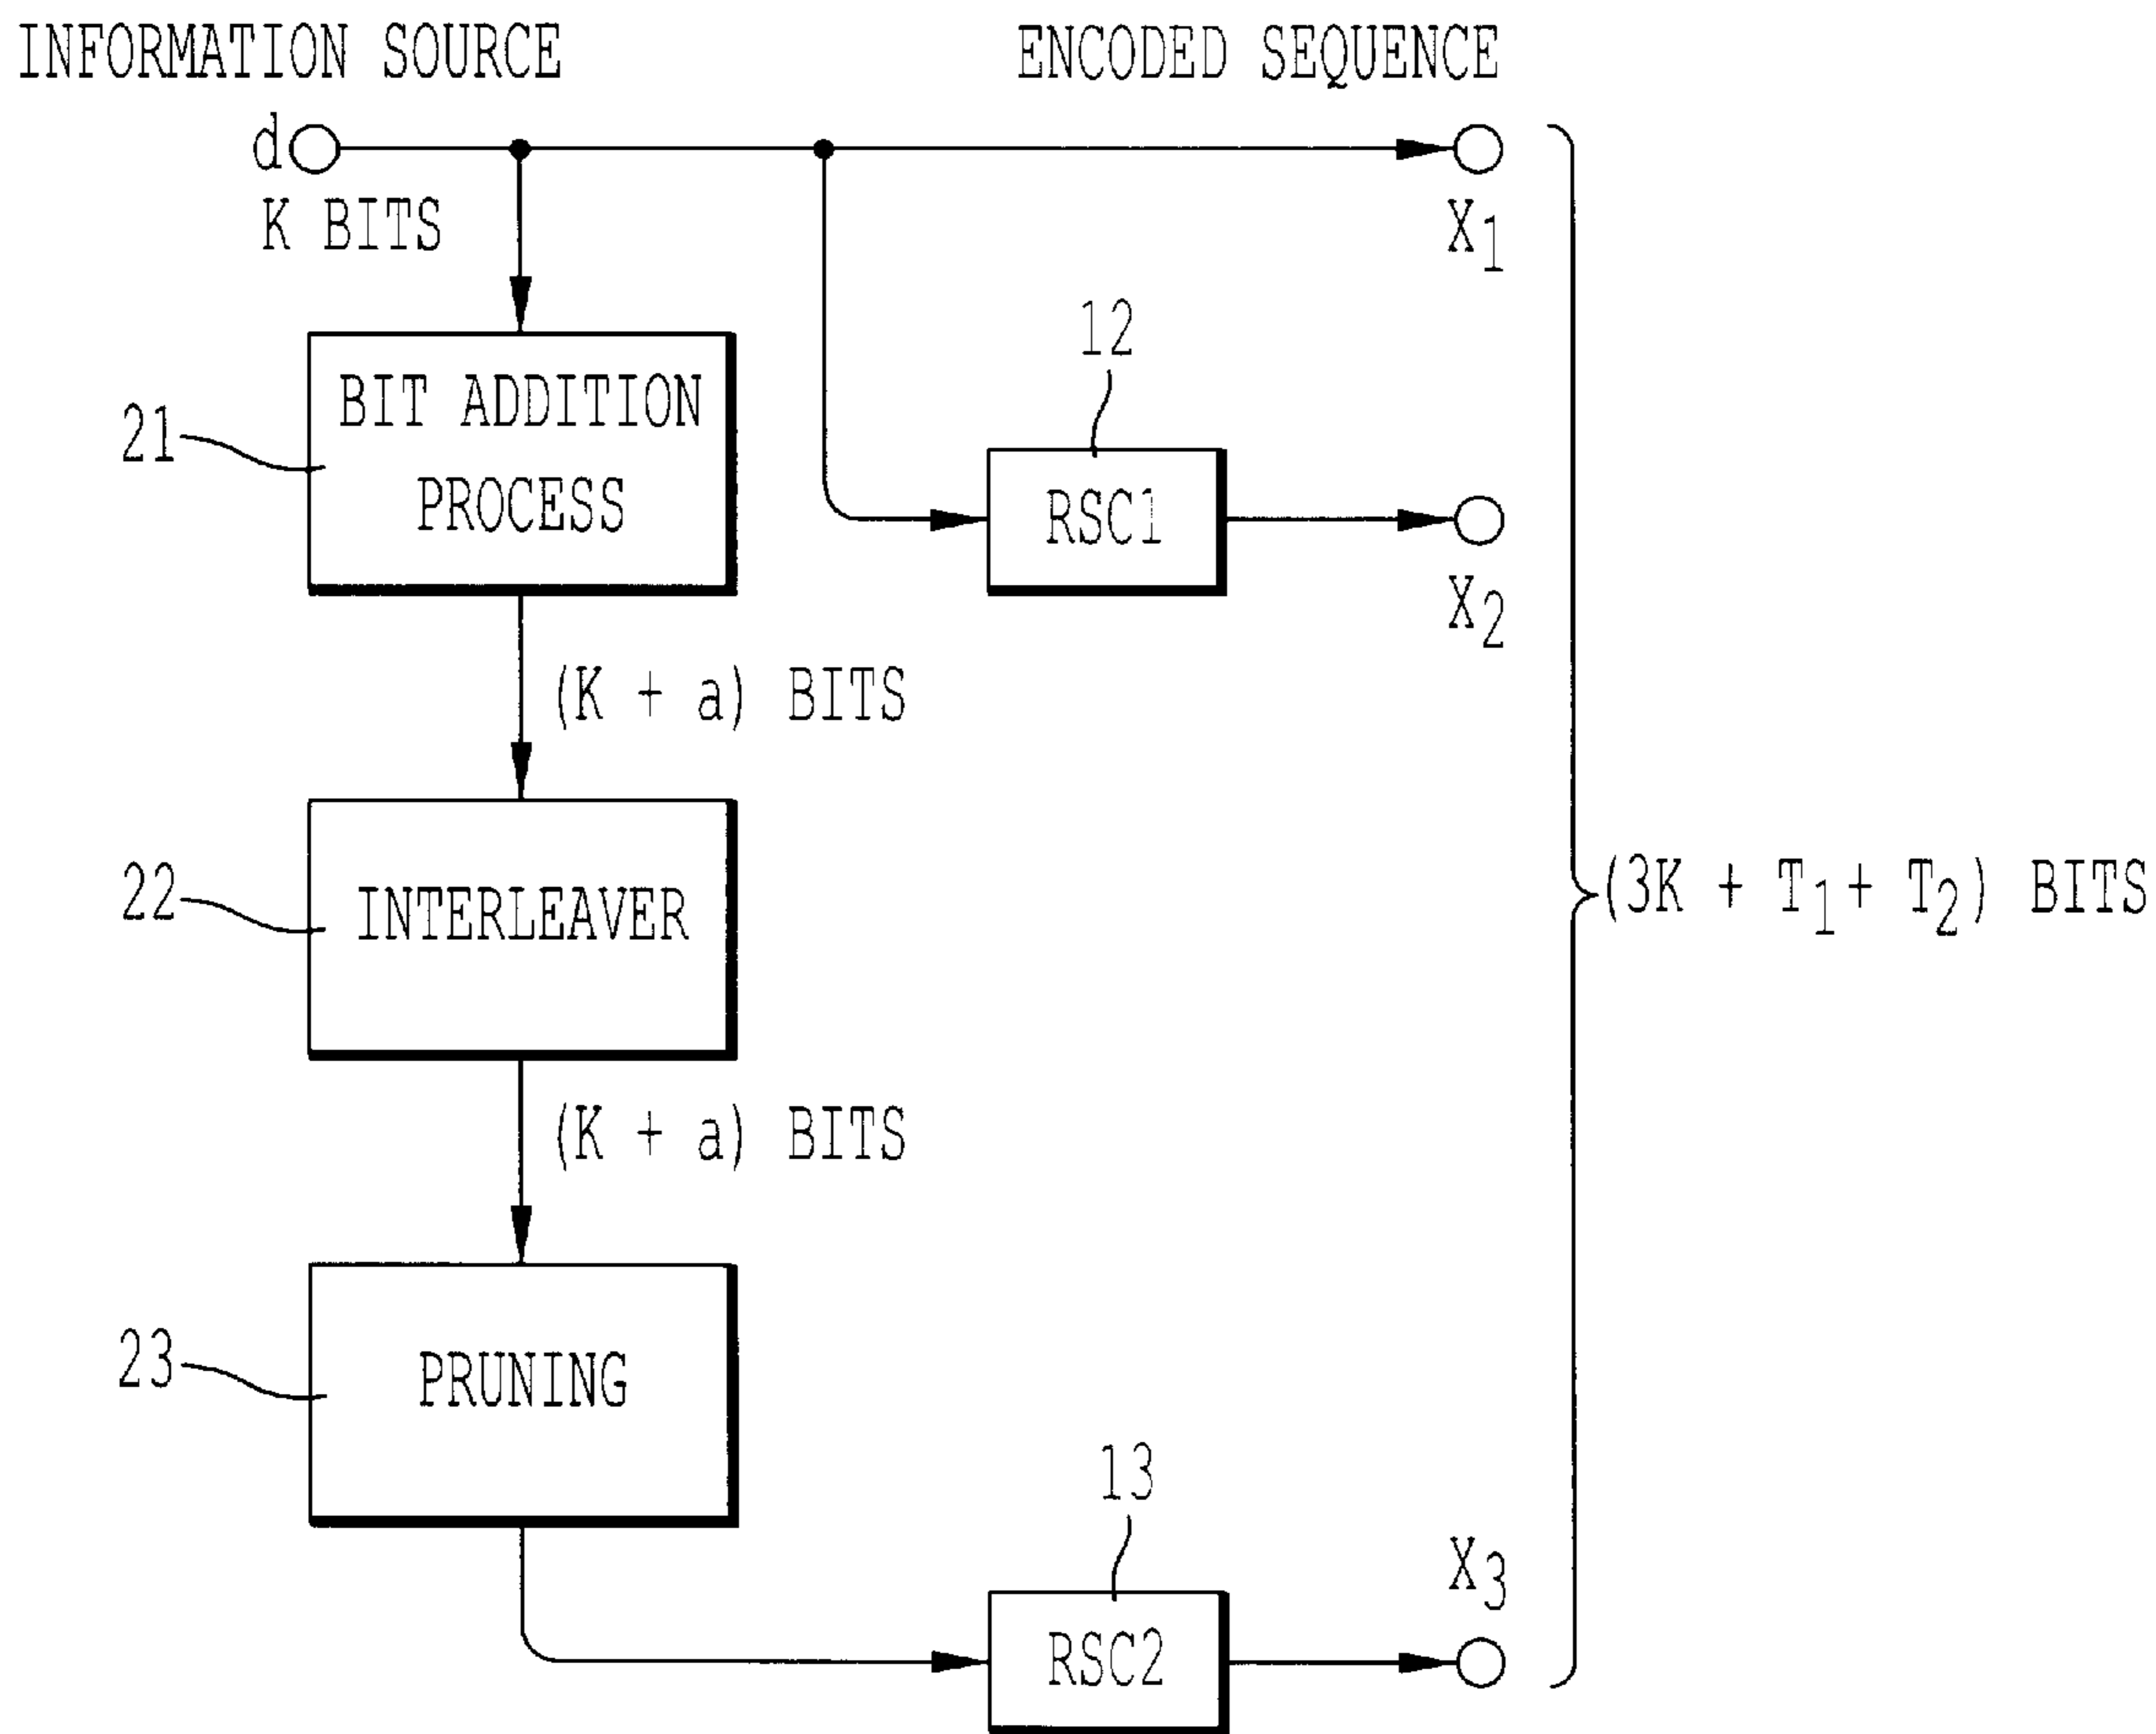 INFORMATION SOURCE
ENCODED SEQUENCE
d
K BITS
X1
12
BIT ADDITION
PROCESS
21
RSC1
X2
(K + a) BITS
22
INTERLEAVER
(3K + T1 + T2) BITS
(K + a) BITS
23
PRUNING
13
X3
RSC2